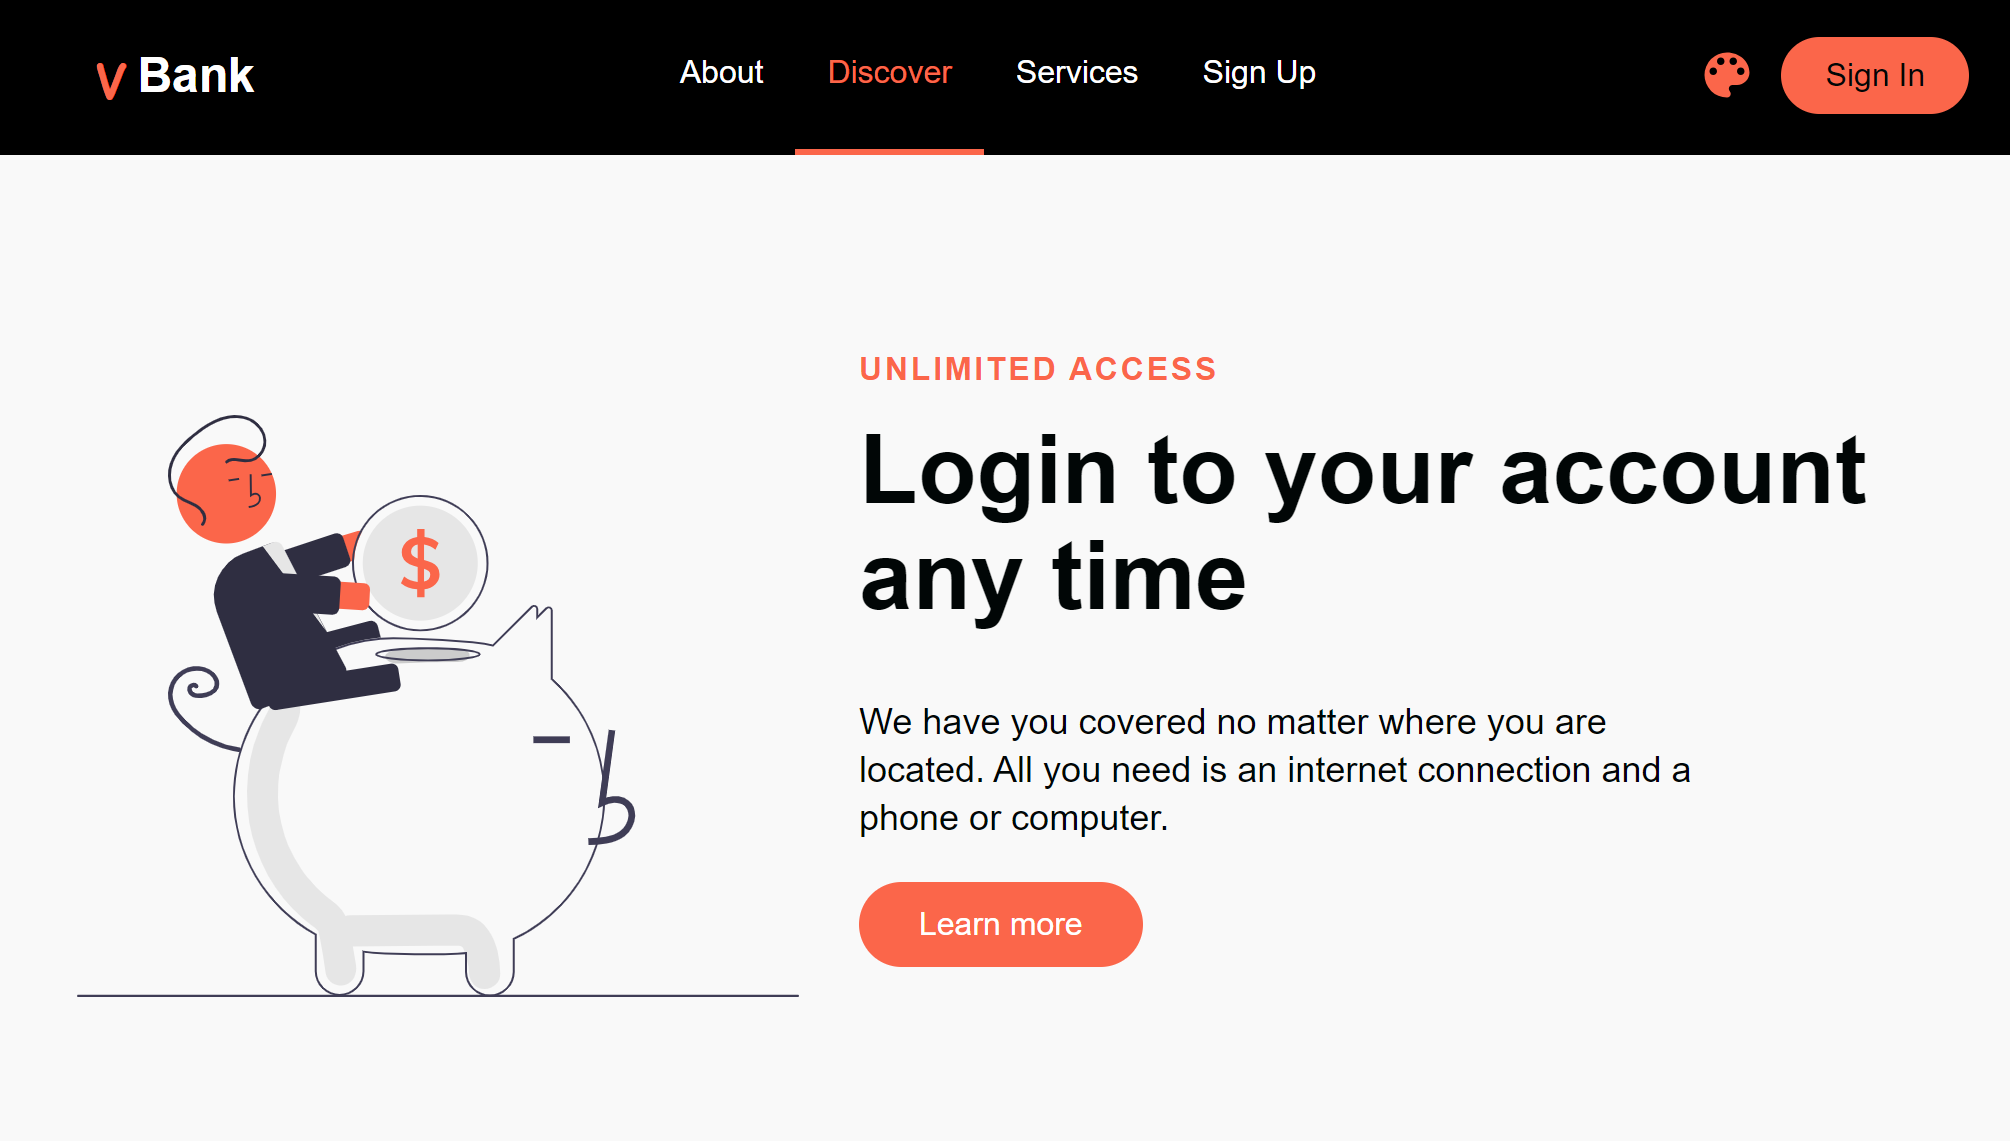 V Bank
About Discover Services Sign Up
Sign In
UNLIMITED ACCESS
Login to your account
any time
$
We have you covered no matter where you are
located. All you need is an internet connection and a
phone or computer.
Learn more